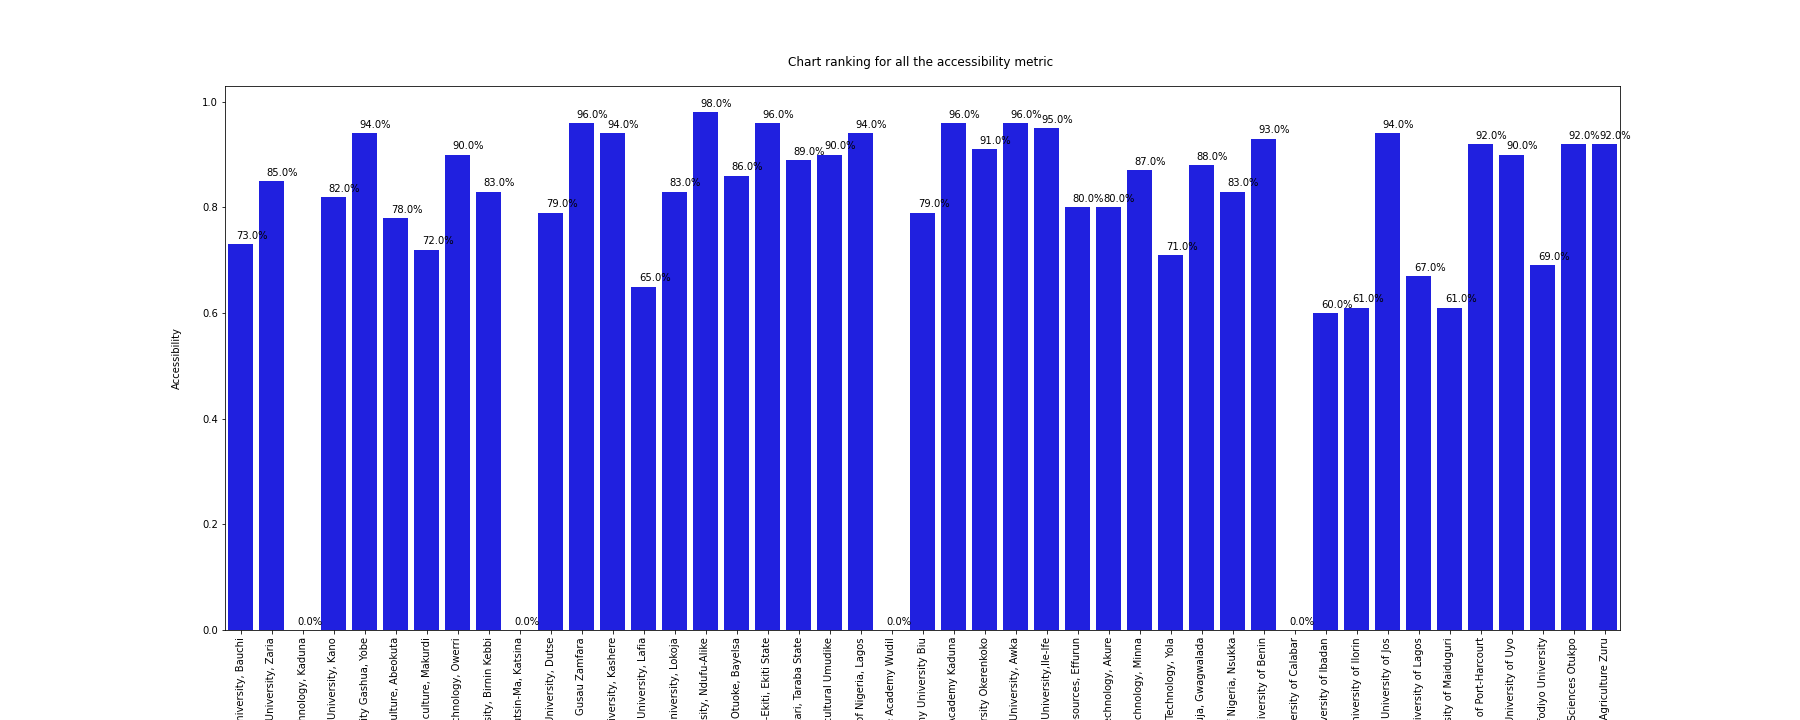 Chart ranking for all the accessibility metric
Accessibility
1.0
0.8
0.6
0.4
0.2
0.0
73.0%
85.0%
0.0%
82.0%
94.0%
78.0%
72.0%
90.0%
83.0%
0.0%
79.0%
96.0%
94.0%
65.0%
83.0%
98.0%
86.0%
96.0%
89.0%
90.0%
94.0%
0.0%
79.0%
96.0%
91.0%
96.0%
95.0%
80.0%
80.0%
87.0%
71.0%
88.0%
83.0%
93.0%
0.0%
60.0%
61.0%
94.0%
67.0%
61.0%
92.0%
90.0%
69.0%
92.0%
92.0%
niversity, Bauchi
University, Zaria
hnology, Kaduna
University, Kano
ity Gashua, Yobe
ulture, Abeokuta
culture, Makurdi
chnology, Owerri
sity, Birnin Kebbi
utsin-Ma, Katsina
University, Dutse
Gusau Zamfara
iversity, Kashere
University, Lafia
niversity, Lokoja
sity, Ndufu-Alike
Otuoke, Bayelsa
-Ekiti, Ekiti State
ari, Taraba State
cultural Umudike
of Nigeria, Lagos
Academy Wudil
y University Biu
Academy Kaduna
rsity Okerenkoko
University, Awka
University,Ile-Ife
sources, Effurun
echnology, Akure
chnology, Minna
Technology, Yola
uja, Gwagwalada
Nigeria, Nsukka
iversity of Benin
ersity of Calabar
versity of Ibadan
niversity of Ilorin
University of Jos
iversity of Lagos
sity of Maiduguri
of Port-Harcourt
University of Uyo
Fodiyo University
Sciences Otukpo
Agriculture Zuru